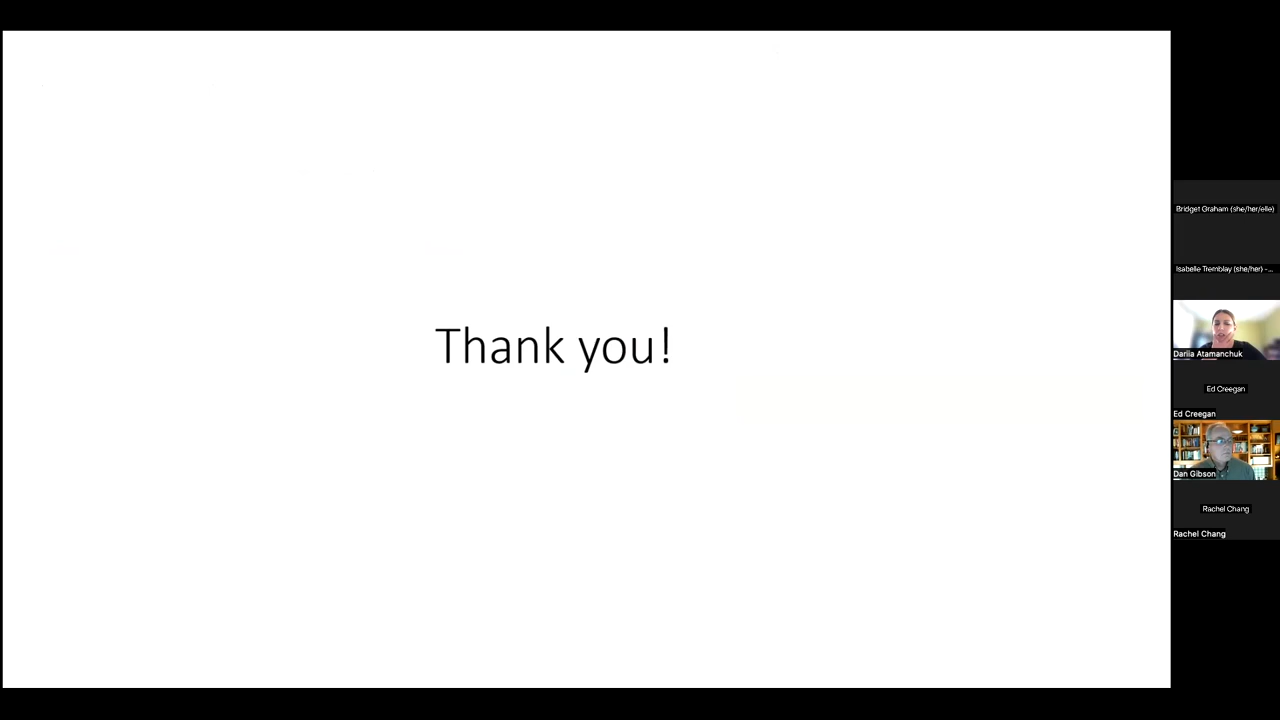 Thank you!
Bridget Graham (she/her/elle)
Isabelle Tremblay (she/her) -...
Dariia Atamanchuk
Ed Creegan
Ed Creegan
Dan Gibson
Rachel Chang
Rachel Chang